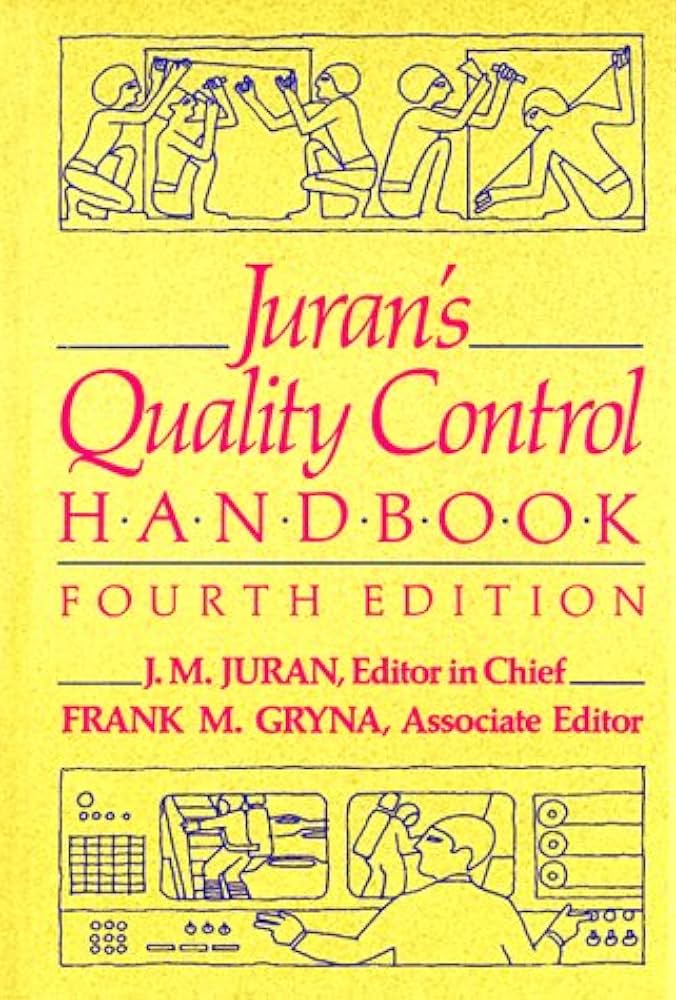 Juran's
Quality Control
H·A·N·D·B·O·O·K
FOURTH EDITION
J. M. JURAN, Editor in Chief
FRANK M. GRYNA, Associate Editor